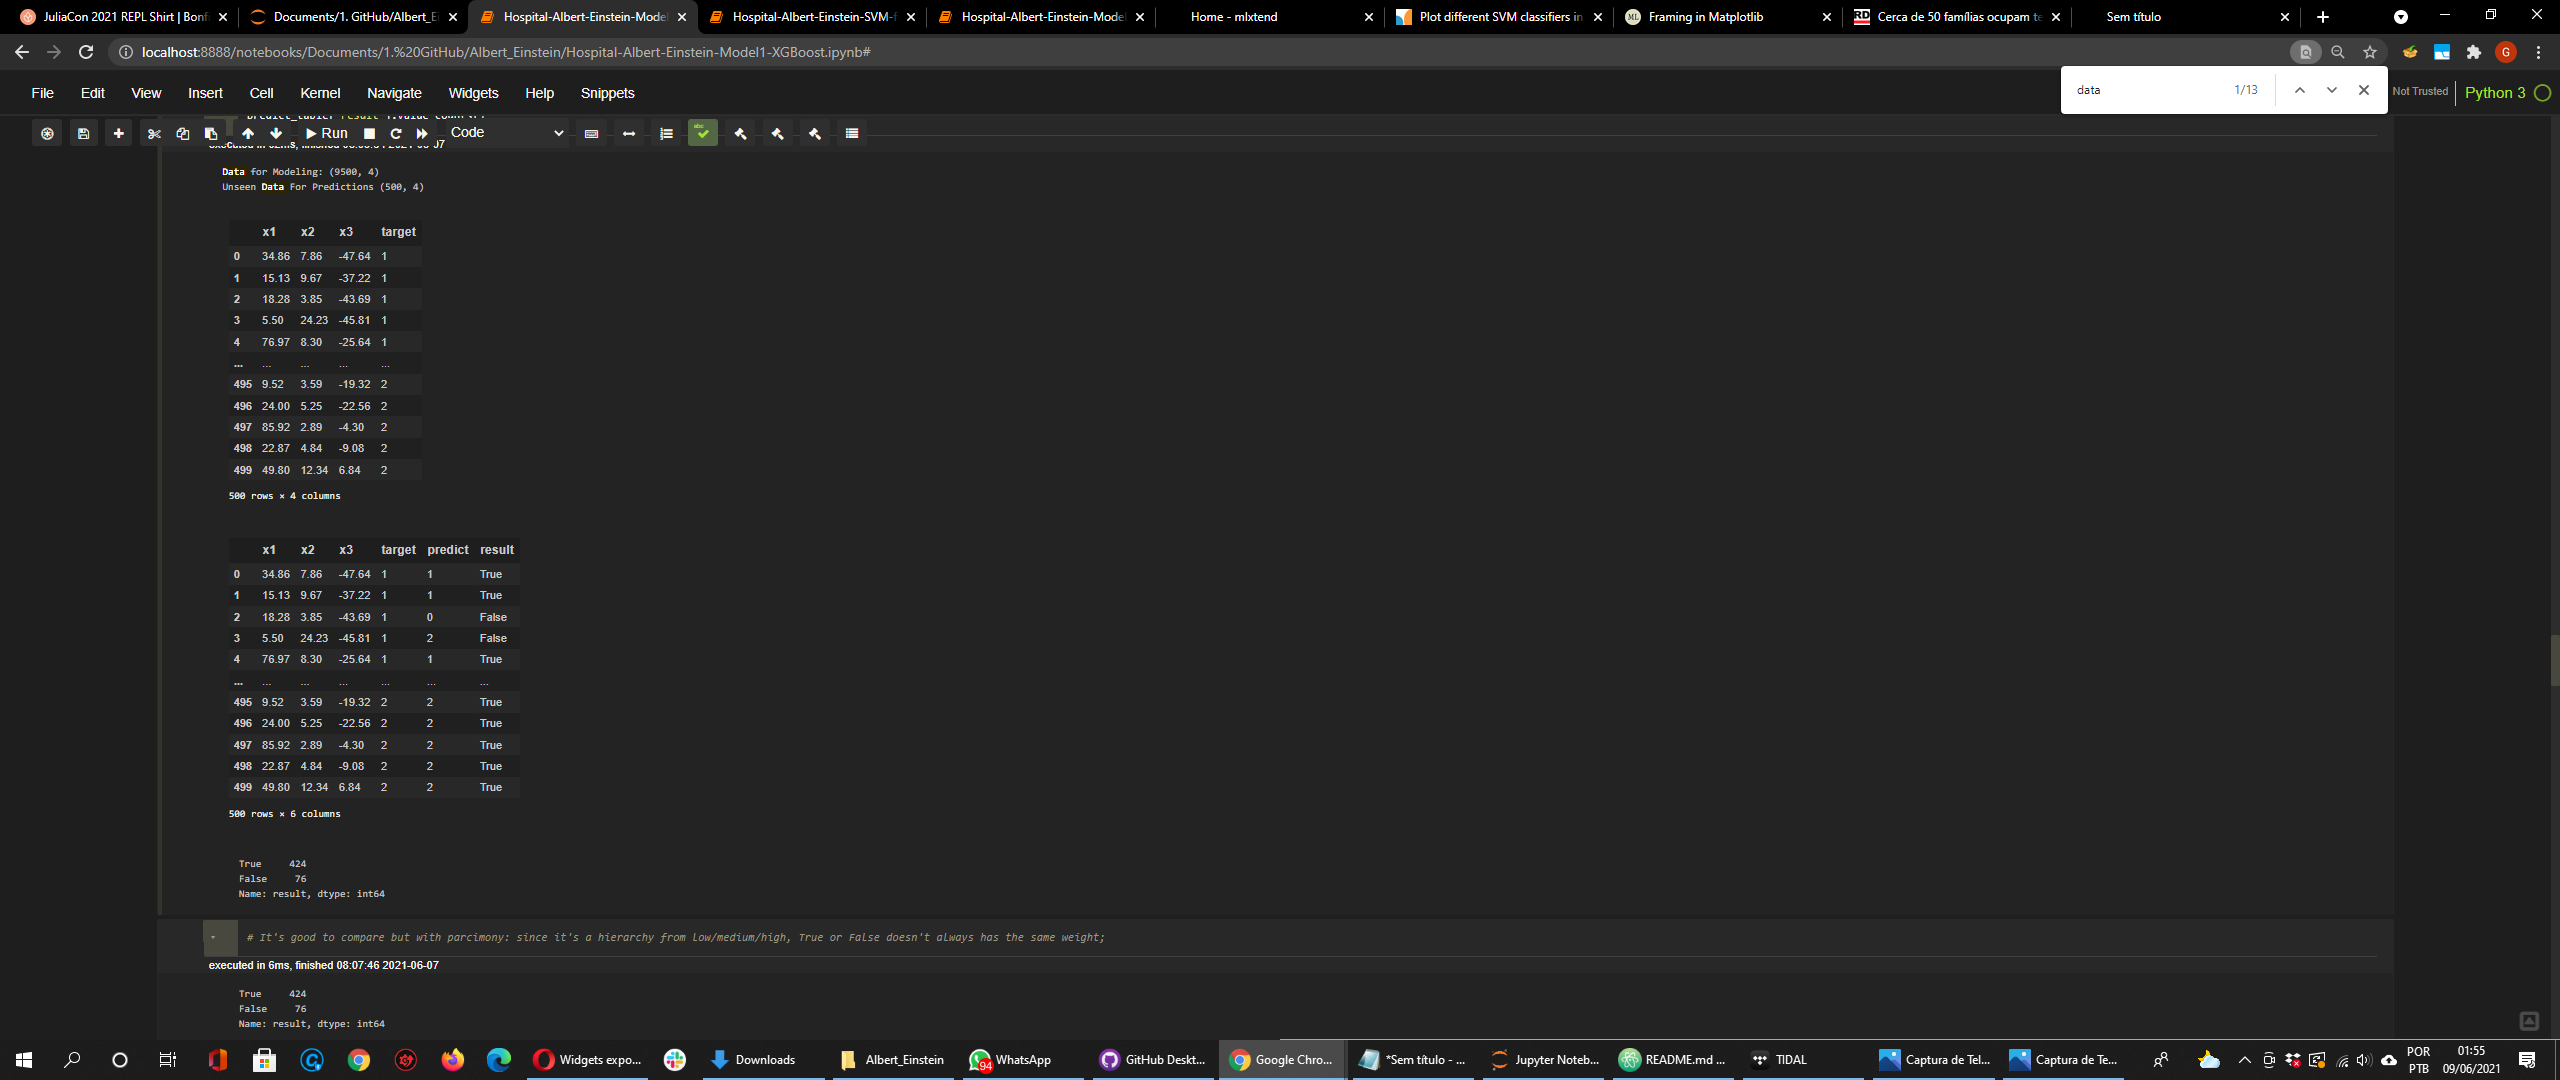 JuliaCon 2021 REPL Shirt | Bonf
Documents/1. GitHub/Albert_Ei
Hospital-Albert-Einstein-Model
Hospital-Albert-Einstein-SVM-f
Hospital-Albert-Einstein-Model
Home - mlxtend
Plot different SVM classifiers in
Framing in Matplotlib
Cerca de 50 famílias ocupam te
Sem título
localhost:8888/notebooks/Documents/1.%20GitHub/Albert_Einstein/Hospital-Albert-Einstein-Model1-XGBoost.ipynb#
data 1/13
File Edit View Insert Cell Kernel Navigate Widgets Help Snippets
Not Trusted Python 3
Run Code
Data for Modeling: (9500, 4)
Unseen Data For Predictions (500, 4)
x1 x2 x3 target
0 34.86 7.86 -47.64 1
1 15.13 9.67 -37.22 1
2 18.28 3.85 -43.69 1
3 5.50 24.23 -45.81 1
4 76.97 8.30 -25.64 1
... ... ... ... ...
495 9.52 3.59 -19.32 2
496 24.00 5.25 -22.56 2
497 85.92 2.89 -4.30 2
498 22.87 4.84 -9.08 2
499 49.80 12.34 6.84 2
500 rows × 4 columns
x1 x2 x3 target predict result
0 34.86 7.86 -47.64 1 1 True
1 15.13 9.67 -37.22 1 1 True
2 18.28 3.85 -43.69 1 0 False
3 5.50 24.23 -45.81 1 2 False
4 76.97 8.30 -25.64 1 1 True
... ... ... ... ... ... ...
495 9.52 3.59 -19.32 2 2 True
496 24.00 5.25 -22.56 2 2 True
497 85.92 2.89 -4.30 2 2 True
498 22.87 4.84 -9.08 2 2 True
499 49.80 12.34 6.84 2 2 True
500 rows × 6 columns
True 424
False 76
Name: result, dtype: int64
# It's good to compare but with parcimony: since it's a hierarchy from low/medium/high, True or False doesn't always has the same weight;
executed in 6ms, finished 08:07:46 2021-06-07
True 424
False 76
Name: result, dtype: int64
Widgets expo...
Downloads
Albert_Einstein
94
WhatsApp
GitHub Deskt...
Google Chro...
*Sem título - ...
Jupyter Noteb...
README.md ...
TIDAL
Captura de Tel...
Captura de Te...
POR
PTB
01:55
09/06/2021